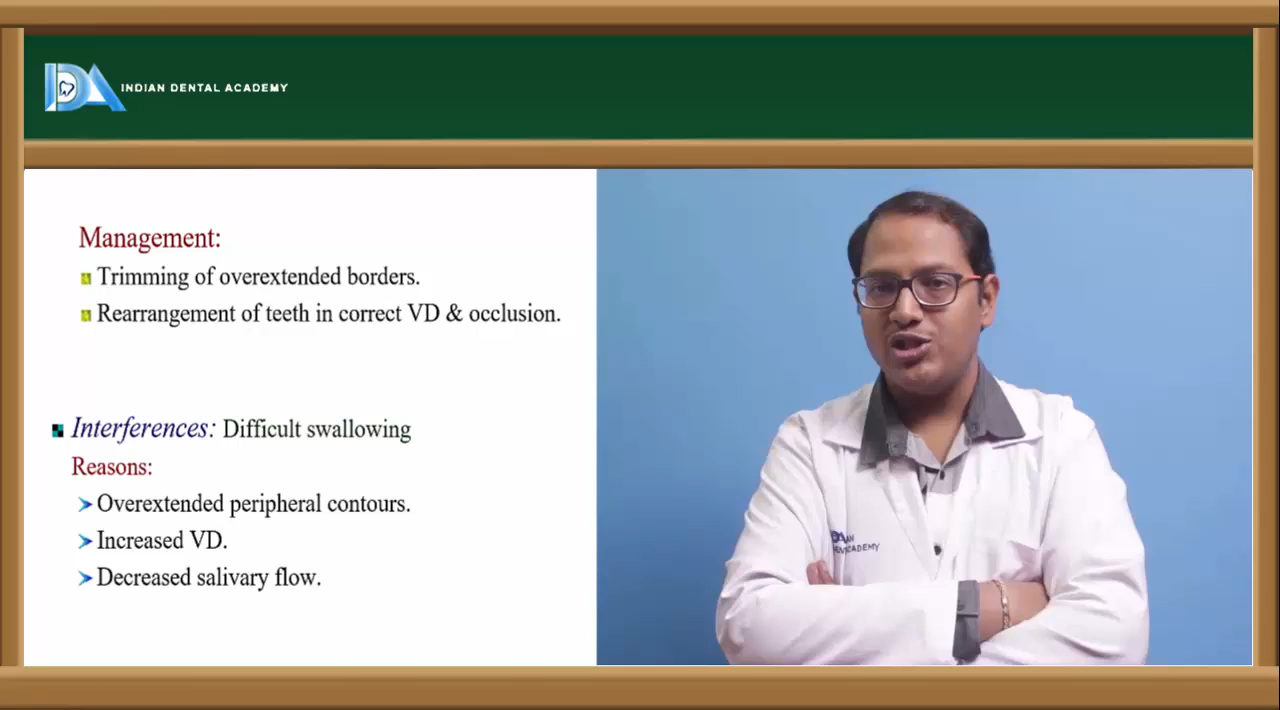 INDIAN DENTAL ACADEMY
Management:
Trimming of overextended borders.
Rearrangement of teeth in correct VD & occlusion.
Interferences: Difficult swallowing
Reasons:
Overextended peripheral contours.
Increased VD.
Decreased salivary flow.
ACADEMY